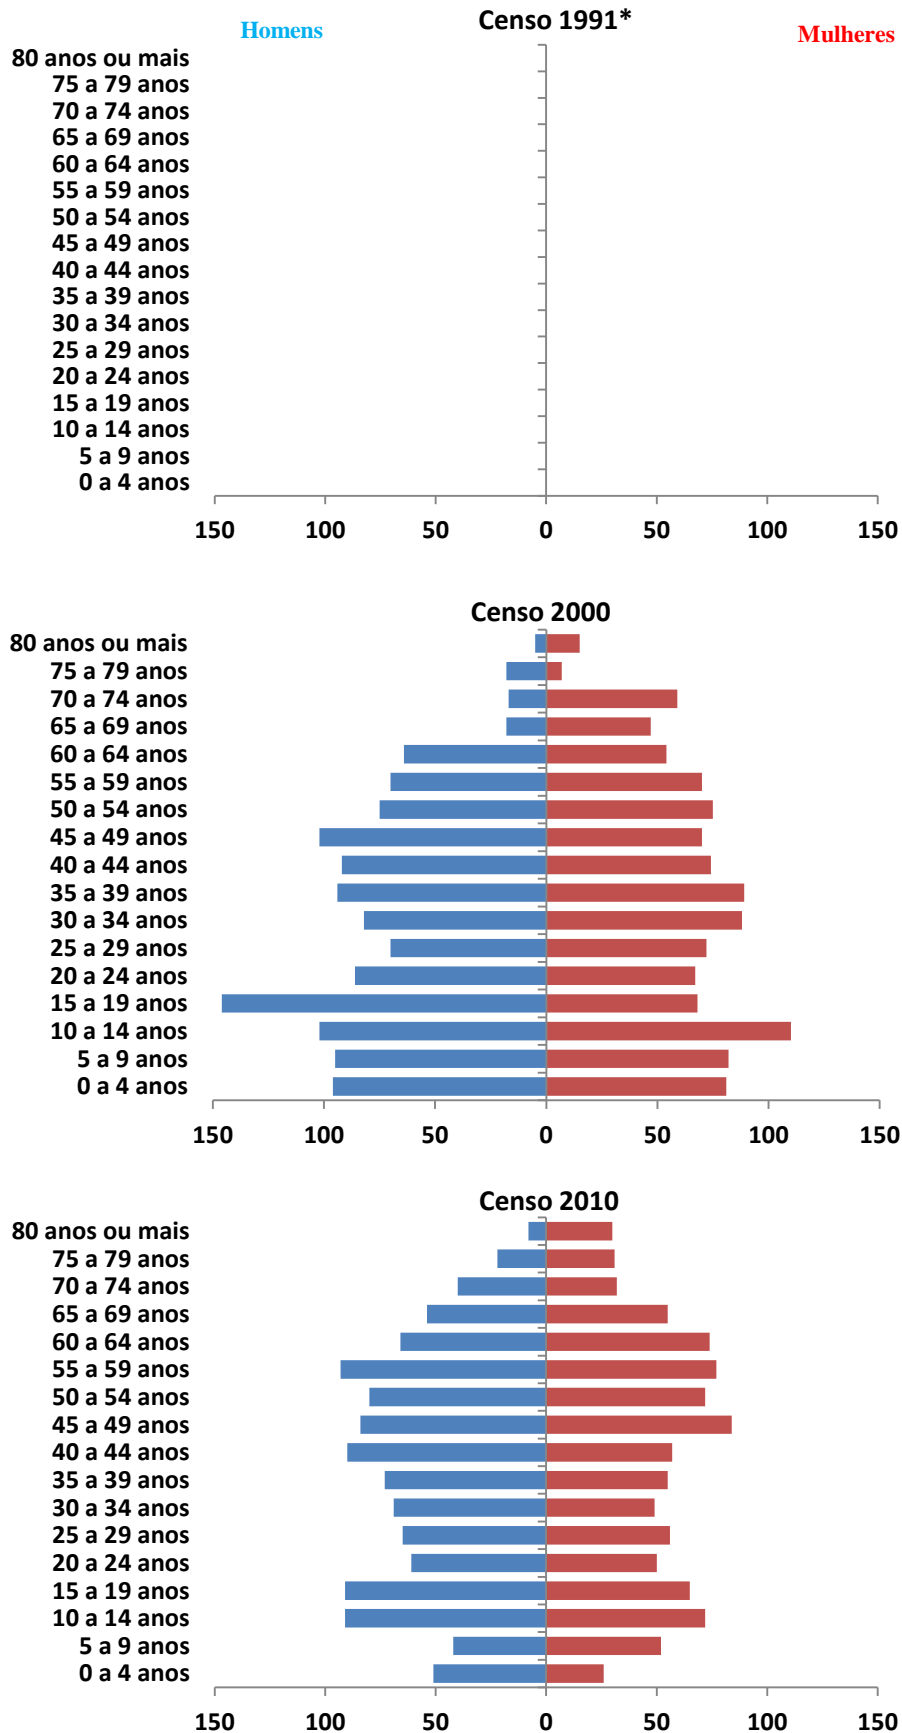 Censo 1991*
Homens
Mulheres
80 anos ou mais
75 a 79 anos
70 a 74 anos
65 a 69 anos
60 a 64 anos
55 a 59 anos
50 a 54 anos
45 a 49 anos
40 a 44 anos
35 a 39 anos
30 a 34 anos
25 a 29 anos
20 a 24 anos
15 a 19 anos
10 a 14 anos
5 a 9 anos
0 a 4 anos
150 100 50 0 50 100 150
Censo 2000
80 anos ou mais
75 a 79 anos
70 a 74 anos
65 a 69 anos
60 a 64 anos
55 a 59 anos
50 a 54 anos
45 a 49 anos
40 a 44 anos
35 a 39 anos
30 a 34 anos
25 a 29 anos
20 a 24 anos
15 a 19 anos
10 a 14 anos
5 a 9 anos
0 a 4 anos
150 100 50 0 50 100 150
Censo 2010
80 anos ou mais
75 a 79 anos
70 a 74 anos
65 a 69 anos
60 a 64 anos
55 a 59 anos
50 a 54 anos
45 a 49 anos
40 a 44 anos
35 a 39 anos
30 a 34 anos
25 a 29 anos
20 a 24 anos
15 a 19 anos
10 a 14 anos
5 a 9 anos
0 a 4 anos
150 100 50 0 50 100 150